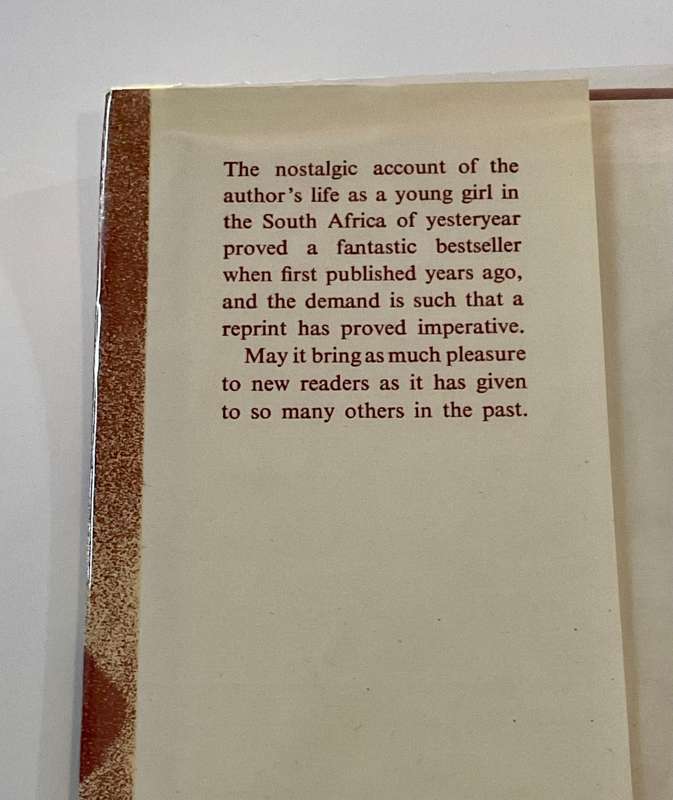 The nostalgic account of the
author's life as a young girl in
the South Africa of yesteryear
proved a fantastic bestseller
when first published years ago,
and the demand is such that a
reprint has proved imperative.
May it bring as much pleasure
to new readers as it has given
to so many others in the past.